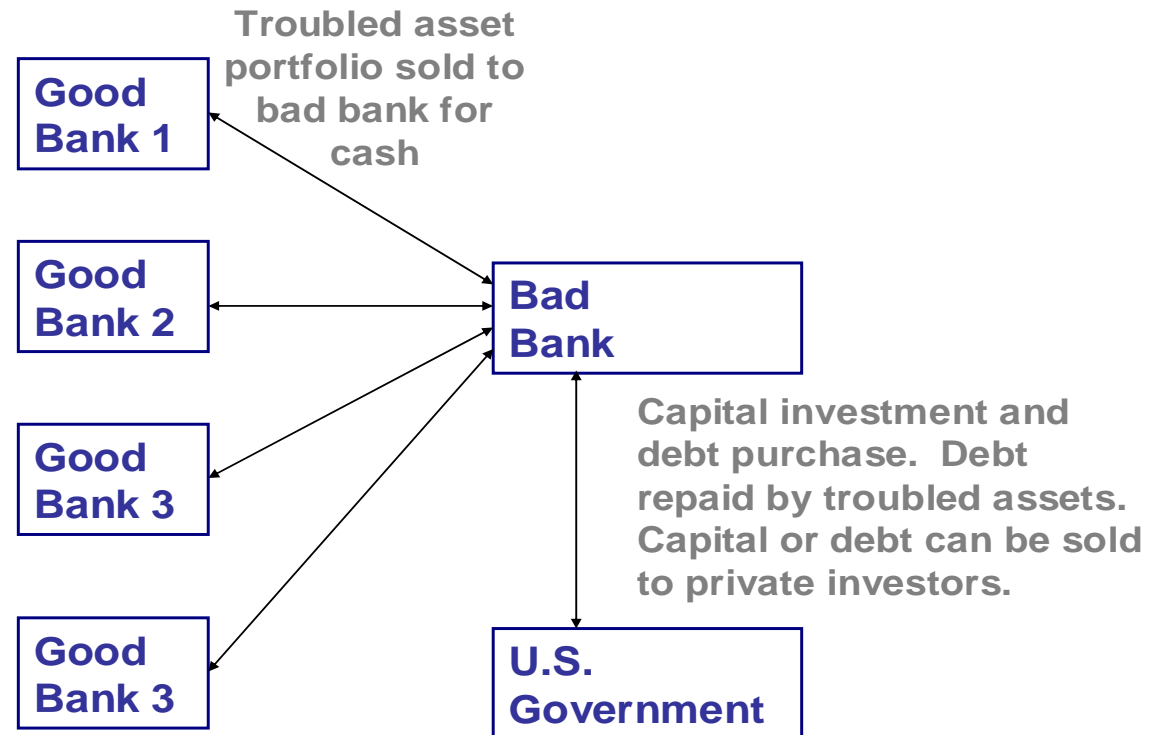 Troubled asset
portfolio sold to
bad bank for
cash
Good
Bank 1
Good
Bank 2
Bad
Bank
Capital investment and
debt purchase.  Debt
repaid by troubled assets.
Capital or debt can be sold
to private investors.
Good
Bank 3
Good
Bank 3
U.S.
Government